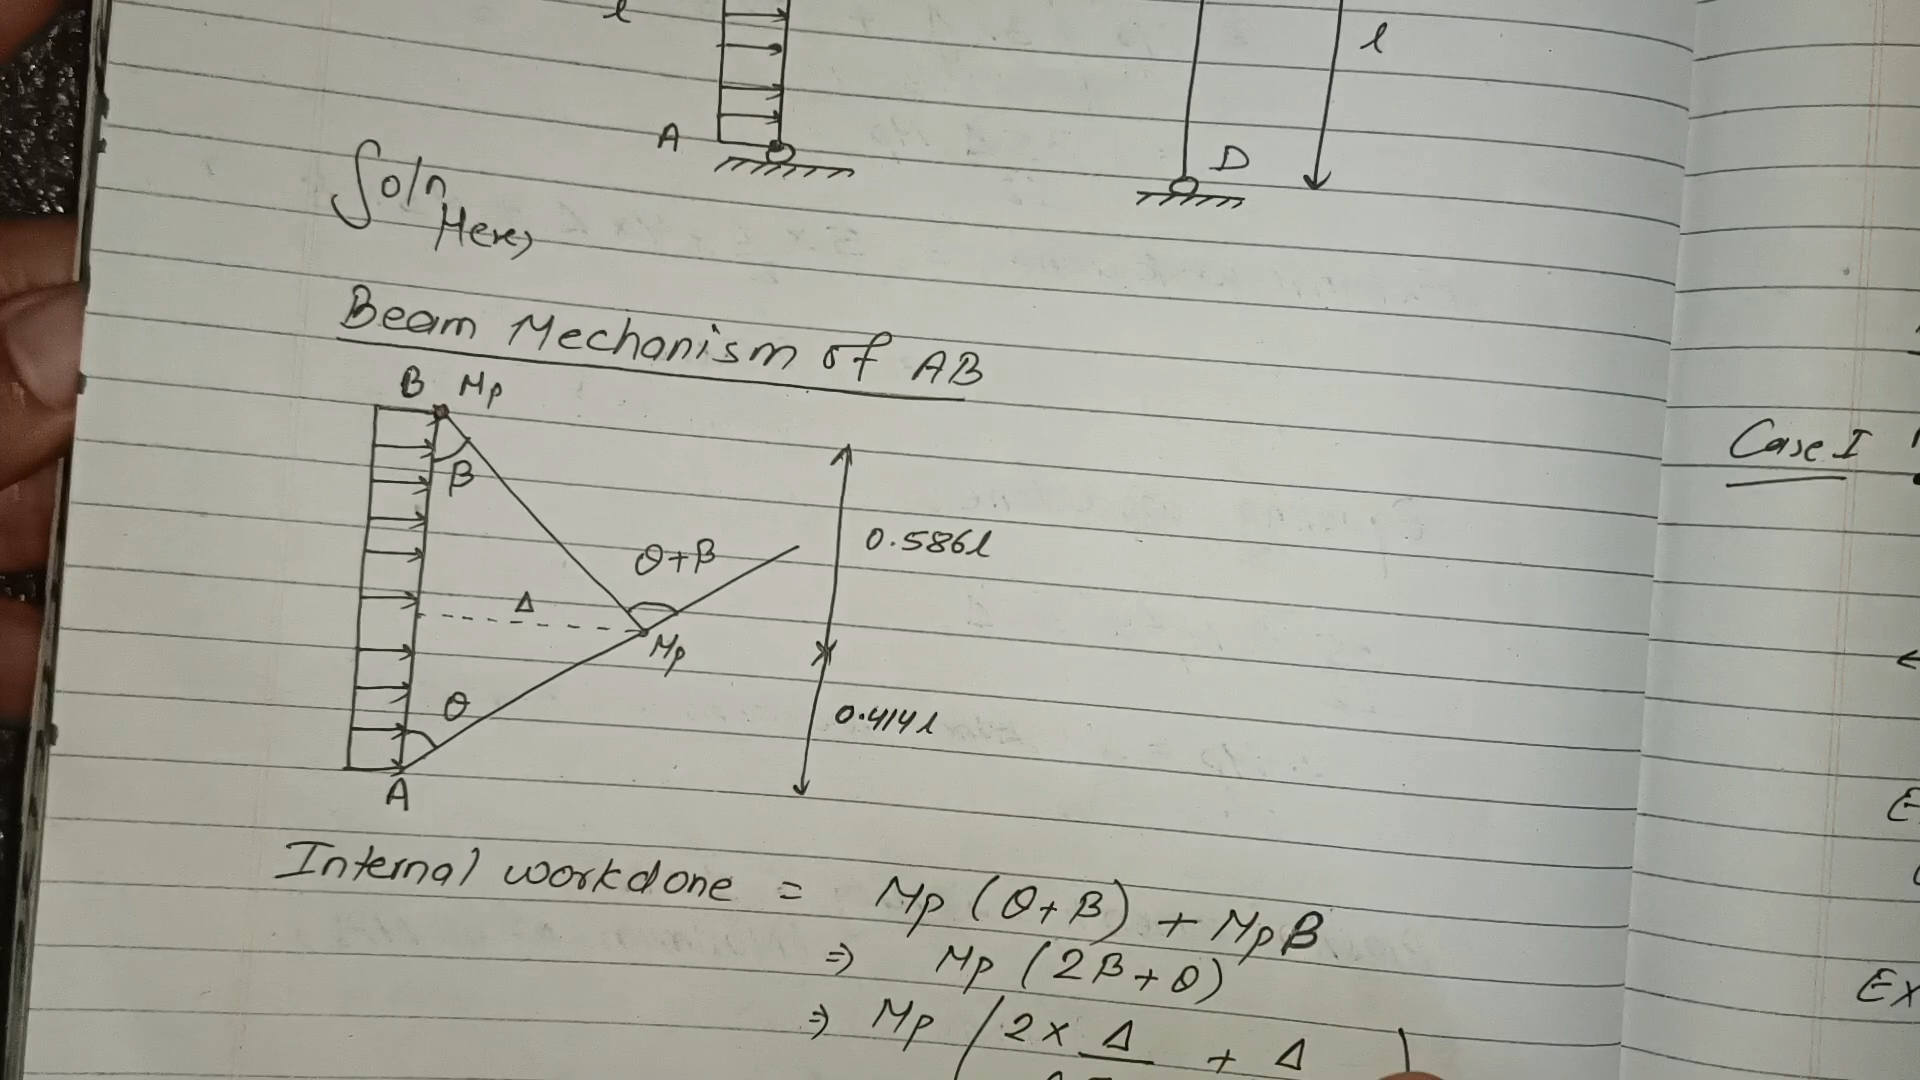 l
l
A
D
Soln
Here,
Beam Mechanism of AB
B Mp
β
θ+β
0.586l
Δ
Mp
θ
0.414l
A
Internal workdone = Mp (θ+β) + Mpβ
⇒ Mp (2β+θ)
⇒ Mp (2× Δ + Δ )
Case I
Ex